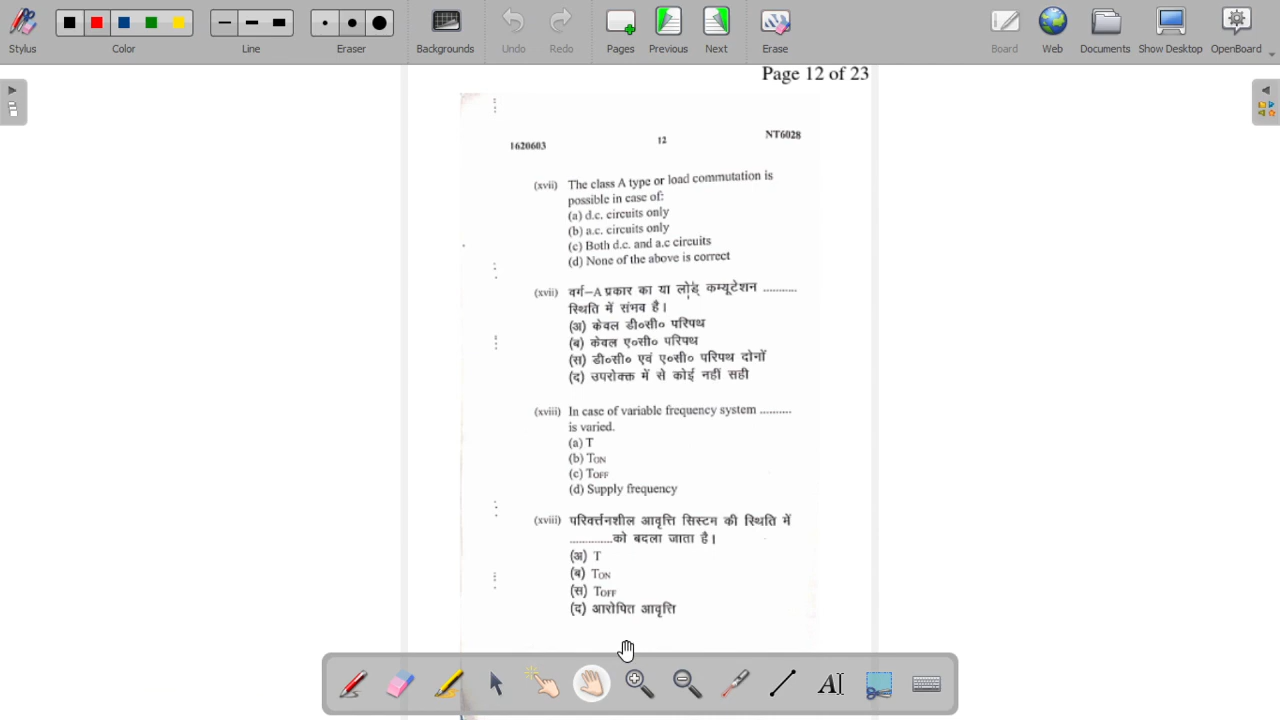 Stylus
Color
Line
Eraser
Backgrounds
Undo
Redo
Pages
Previous
Next
Erase
Board
Web
Documents
Show Desktop
OpenBoard
Page 12 of 23
1620603 12 NT6028
(xvii) The class A type or load commutation is
possible in case of:
(a) d.c. circuits only
(b) a.c. circuits only
(c) Both d.c. and a.c circuits
(d) None of the above is correct
(xvii) वर्ग–A प्रकार का या लोड् कम्यूटेशन ..........
स्थिति में संभव है।
(अ) केवल डी०सी० परिपथ
(ब) केवल ए०सी० परिपथ
(स) डी०सी० एवं ए०सी० परिपथ दोनों
(द) उपरोक्त में से कोई नहीं सही
(xviii) In case of variable frequency system ..........
is varied.
(a) T
(b) TON
(c) TOFF
(d) Supply frequency
(xviii) परिवर्त्तनशील आवृत्ति सिस्टम की स्थिति में
.............को बदला जाता है।
(अ) T
(ब) TON
(स) TOFF
(द) आरोपित आवृत्ति